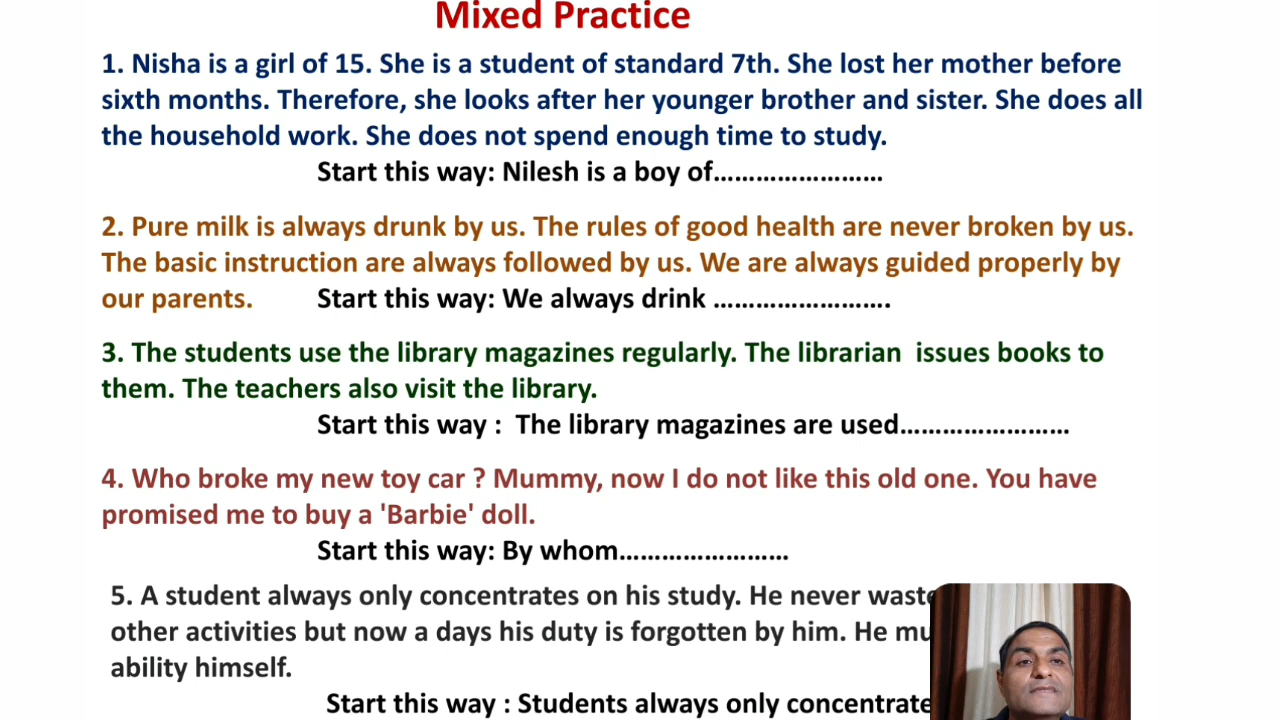 Mixed Practice
1. Nisha is a girl of 15. She is a student of standard 7th. She lost her mother before
sixth months. Therefore, she looks after her younger brother and sister. She does all
the household work. She does not spend enough time to study.
Start this way: Nilesh is a boy of……………………
2. Pure milk is always drunk by us. The rules of good health are never broken by us.
The basic instruction are always followed by us. We are always guided properly by
our parents. Start this way: We always drink …………………….
3. The students use the library magazines regularly. The librarian  issues books to
them. The teachers also visit the library.
Start this way :  The library magazines are used……………………
4. Who broke my new toy car ? Mummy, now I do not like this old one. You have
promised me to buy a 'Barbie' doll.
Start this way: By whom……………………
5. A student always only concentrates on his study. He never
other activities but now a days his duty is forgotten by him. He
ability himself.
Start this way : Students always only concentrate